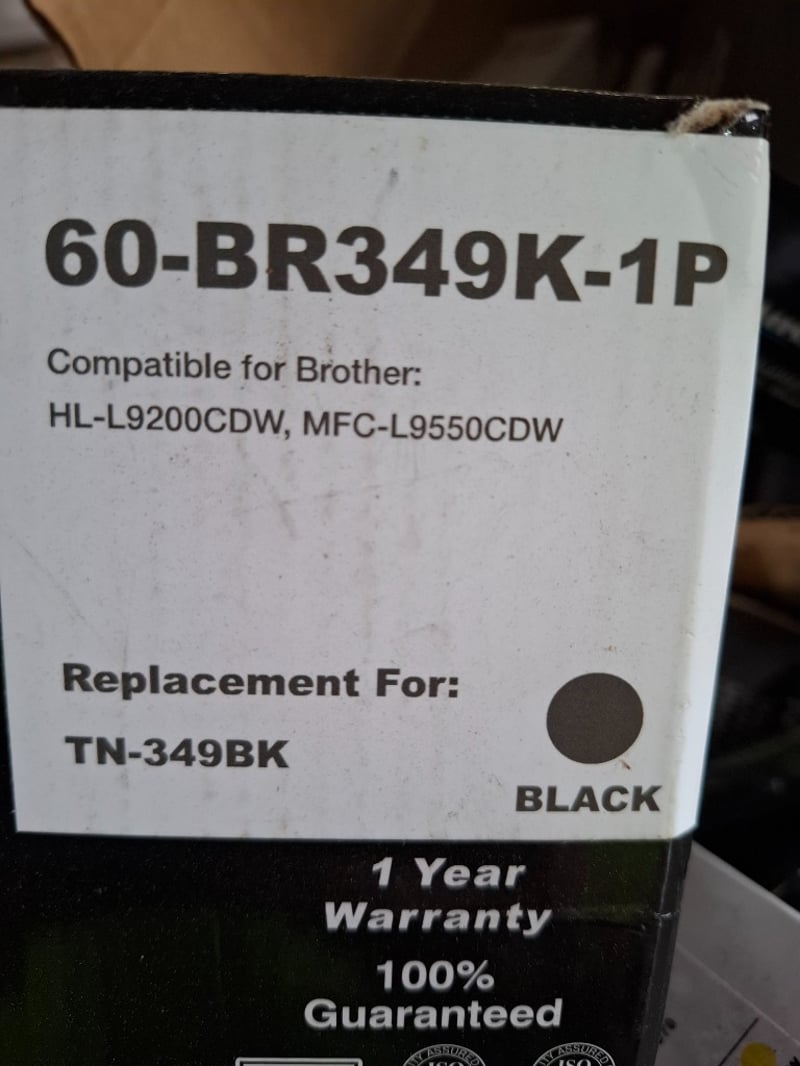 60-BR349K-1P
Compatible for Brother:
HL-L9200CDW, MFC-L9550CDW
Replacement For:
TN-349BK
BLACK
1 Year
Warranty
100%
Guaranteed